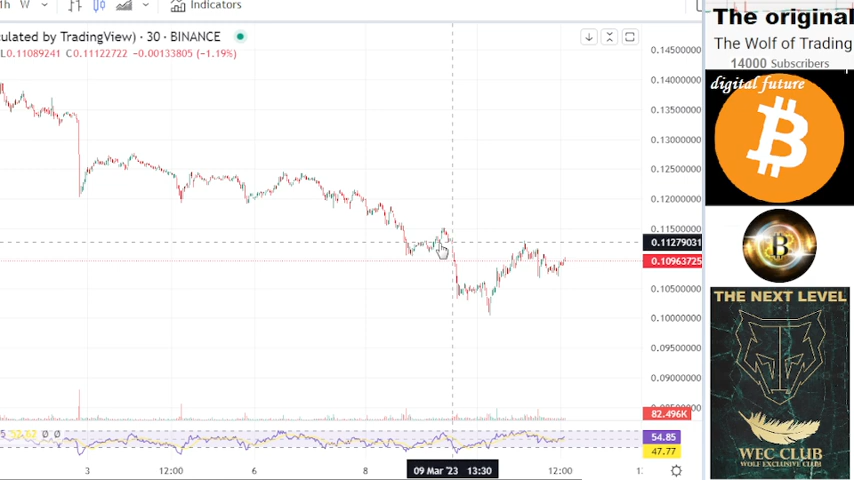 1h W Indicators
culated by TradingView) · 30 · BINANCE
L0.11089241 C0.11122722 -0.00133805 (-1.19%)
0.14500000
0.14000000
0.13500000
0.13000000
0.12500000
0.12000000
0.11500000
0.11279031
0.10963725
0.10500000
0.10000000
0.09500000
0.09000000
82.496K
54.85
47.77
3 12:00 6 8 09 Mar '23 13:30 12:00
The original
The Wolf of Trading
14000 Subscribers
digital future
THE NEXT LEVEL
WEC CLUB
WOLF EXCLUSIVE CLUB